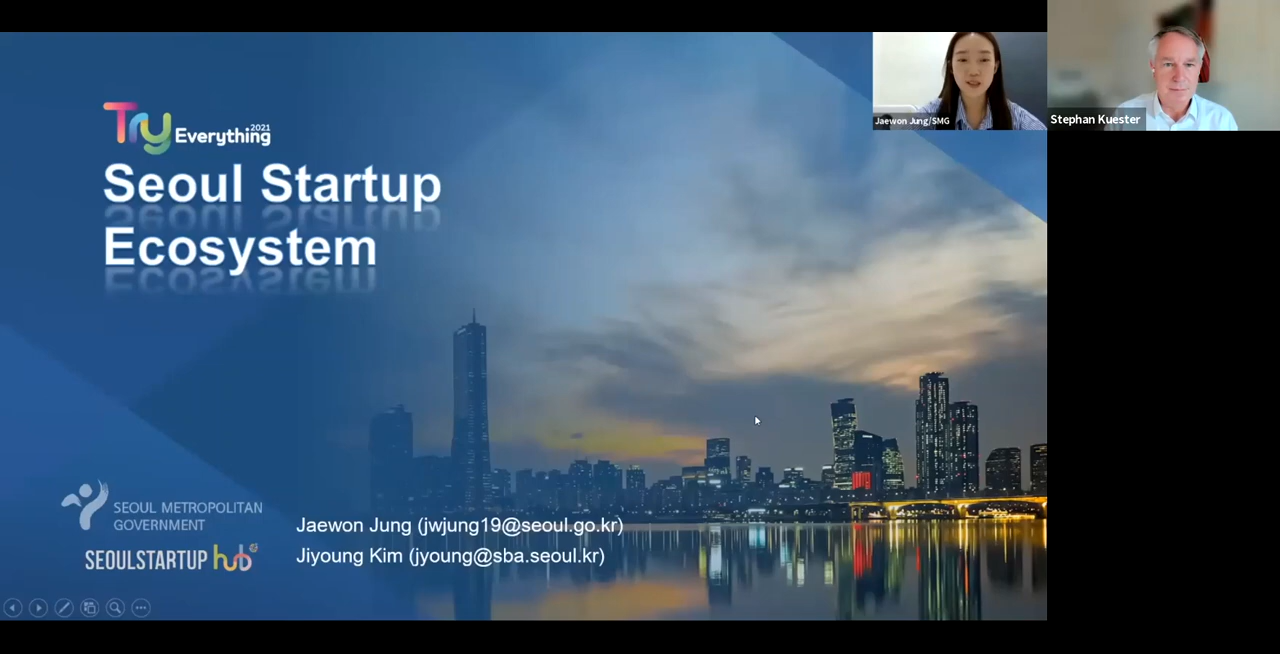 Try Everything 2021
Seoul Startup
Ecosystem
SEOUL METROPOLITAN
GOVERNMENT
SEOULSTARTUP hub
Jaewon Jung (jwjung19@seoul.go.kr)
Jiyoung Kim (jyoung@sba.seoul.kr)
Jaewon Jung/SMG
Stephan Kuester